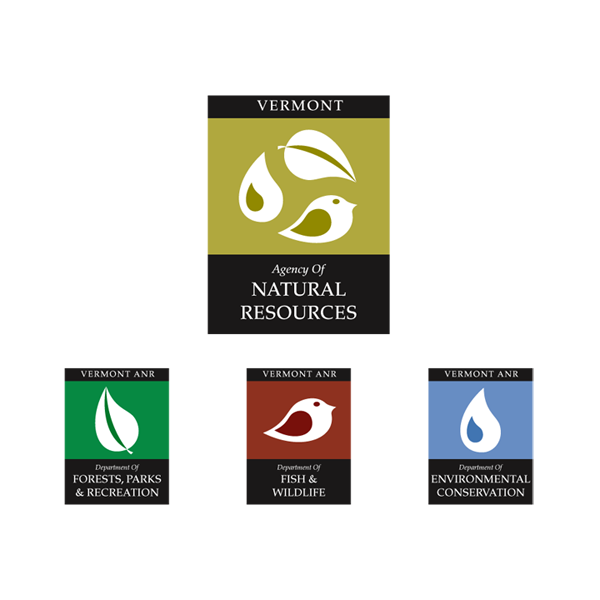 VERMONT
Agency Of
NATURAL
RESOURCES
VERMONT ANR
Department Of
FORESTS, PARKS
& RECREATION
VERMONT ANR
Department Of
FISH &
WILDLIFE
VERMONT ANR
Department Of
ENVIRONMENTAL
CONSERVATION